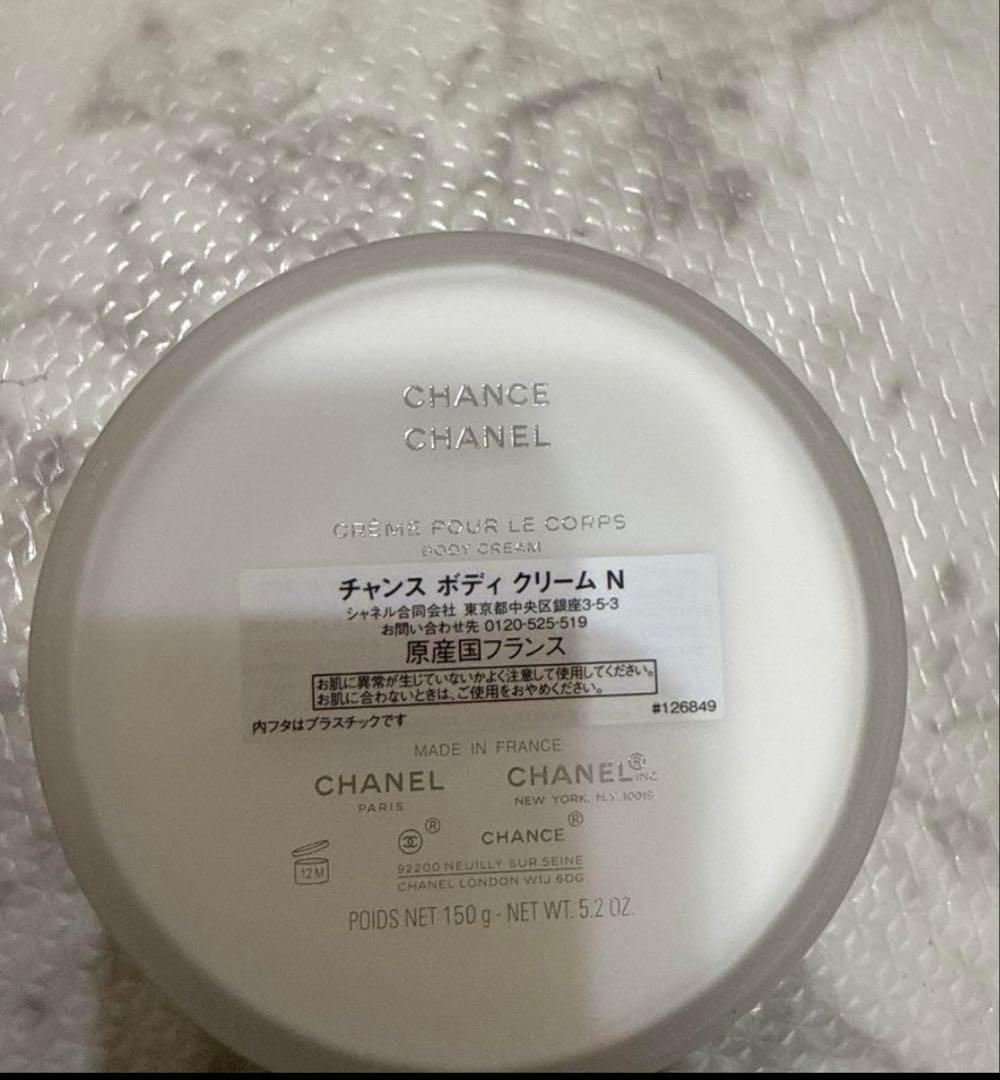 CHANCE
CHANEL
CRÈME POUR LE CORPS
BODY CREAM
チャンス ボディ クリーム N
シャネル合同会社 東京都中央区銀座3-5-3
お問い合わせ先 0120-525-519
原産国フランス
お肌に異常が生じていないかよく注意して使用してください。
お肌に合わないときは、ご使用をおやめください。
#126849
内フタはプラスチックです
MADE IN FRANCE
CHANEL CHANEL® INC
PARIS NEW YORK, N.Y. 10019
® CHANCE®
12M
92200 NEUILLY SUR SEINE
CHANEL LONDON W1J 6DG
POIDS NET 150 g - NET WT. 5.2 OZ.